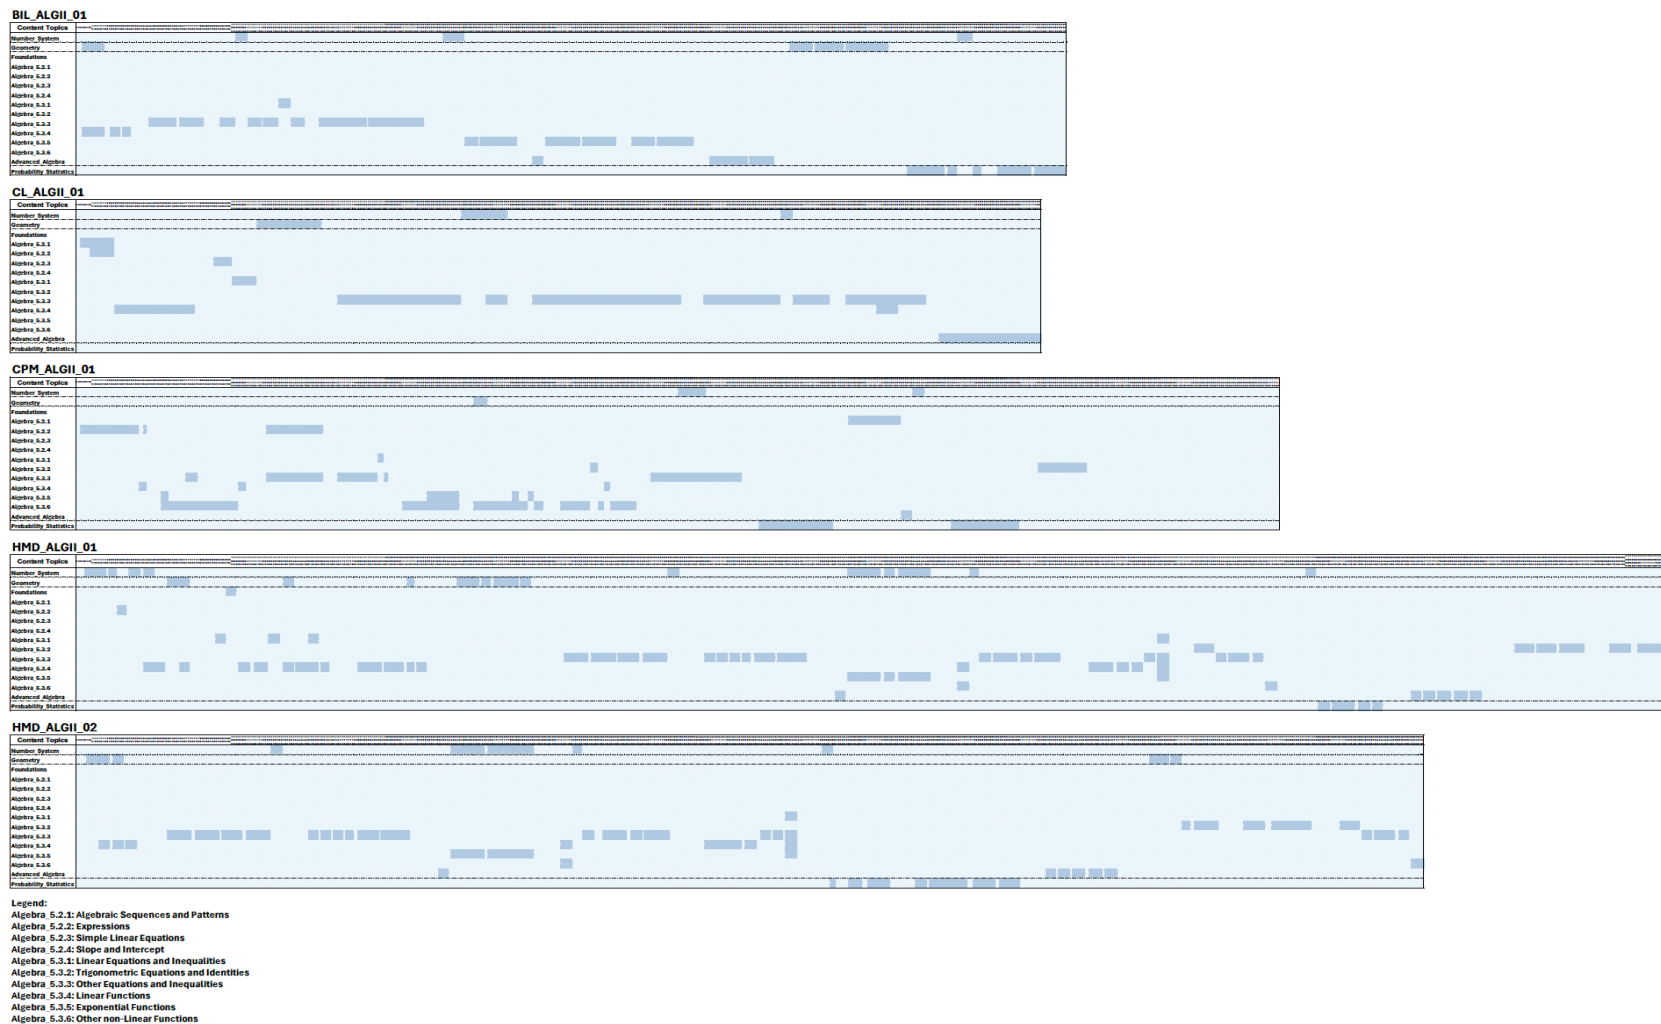 BIL_ALGII_01
Content Topics
Number_System
Geometry
Foundations
Algebra_5.2.1
Algebra_5.2.2
Algebra_5.2.3
Algebra_5.2.4
Algebra_5.3.1
Algebra_5.3.2
Algebra_5.3.3
Algebra_5.3.4
Algebra_5.3.5
Algebra_5.3.6
Advanced_Algebra
Probability_Statistics
CL_ALGII_01
Content Topics
Number_System
Geometry
Foundations
Algebra_5.2.1
Algebra_5.2.2
Algebra_5.2.3
Algebra_5.2.4
Algebra_5.3.1
Algebra_5.3.2
Algebra_5.3.3
Algebra_5.3.4
Algebra_5.3.5
Algebra_5.3.6
Advanced_Algebra
Probability_Statistics
CPM_ALGII_01
Content Topics
Number_System
Geometry
Foundations
Algebra_5.2.1
Algebra_5.2.2
Algebra_5.2.3
Algebra_5.2.4
Algebra_5.3.1
Algebra_5.3.2
Algebra_5.3.3
Algebra_5.3.4
Algebra_5.3.5
Algebra_5.3.6
Advanced_Algebra
Probability_Statistics
HMD_ALGII_01
Content Topics
Number_System
Geometry
Foundations
Algebra_5.2.1
Algebra_5.2.2
Algebra_5.2.3
Algebra_5.2.4
Algebra_5.3.1
Algebra_5.3.2
Algebra_5.3.3
Algebra_5.3.4
Algebra_5.3.5
Algebra_5.3.6
Advanced_Algebra
Probability_Statistics
HMD_ALGII_02
Content Topics
Number_System
Geometry
Foundations
Algebra_5.2.1
Algebra_5.2.2
Algebra_5.2.3
Algebra_5.2.4
Algebra_5.3.1
Algebra_5.3.2
Algebra_5.3.3
Algebra_5.3.4
Algebra_5.3.5
Algebra_5.3.6
Advanced_Algebra
Probability_Statistics
Legend:
Algebra_5.2.1: Algebraic Sequences and Patterns
Algebra_5.2.2: Expressions
Algebra_5.2.3: Simple Linear Equations
Algebra_5.2.4: Slope and Intercept
Algebra_5.3.1: Linear Equations and Inequalities
Algebra_5.3.2: Trigonometric Equations and Identities
Algebra_5.3.3: Other Equations and Inequalities
Algebra_5.3.4: Linear Functions
Algebra_5.3.5: Exponential Functions
Algebra_5.3.6: Other non-Linear Functions